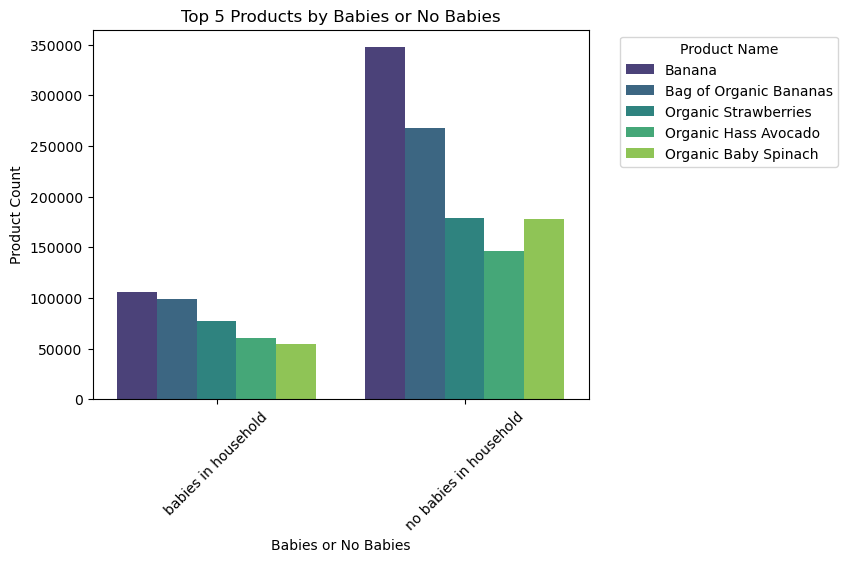 Top 5 Products by Babies or No Babies
Product Count
350000
300000
250000
200000
150000
100000
50000
0
babies in household
no babies in household
Babies or No Babies
Product Name
Banana
Bag of Organic Bananas
Organic Strawberries
Organic Hass Avocado
Organic Baby Spinach